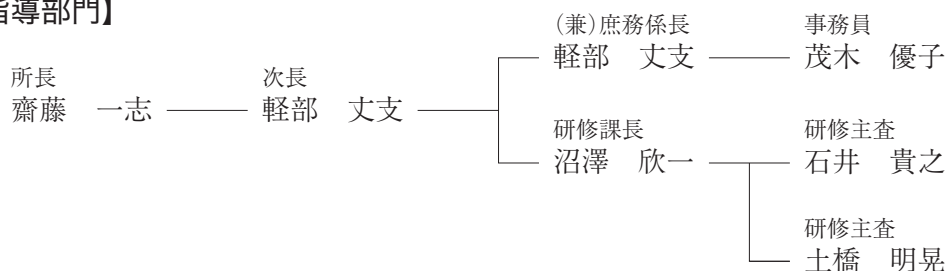 指導部門】
(兼)庶務係長 事務員
軽部 丈支 茂木 優子
所長 次長
齋藤 一志 軽部 丈支
研修課長 研修主査
沼澤 欣一 石井 貴之
研修主査
土橋 明晃